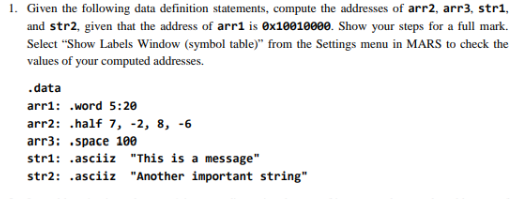 1. Given the following data definition statements, compute the addresses of arr2, arr3, str1,
and str2, given that the address of arr1 is 0x10010000. Show your steps for a full mark.
Select “Show Labels Window (symbol table)” from the Settings menu in MARS to check the
values of your computed addresses.
.data
arr1: .word 5:20
arr2: .half 7, -2, 8, -6
arr3: .space 100
str1: .asciiz "This is a message"
str2: .asciiz "Another important string"